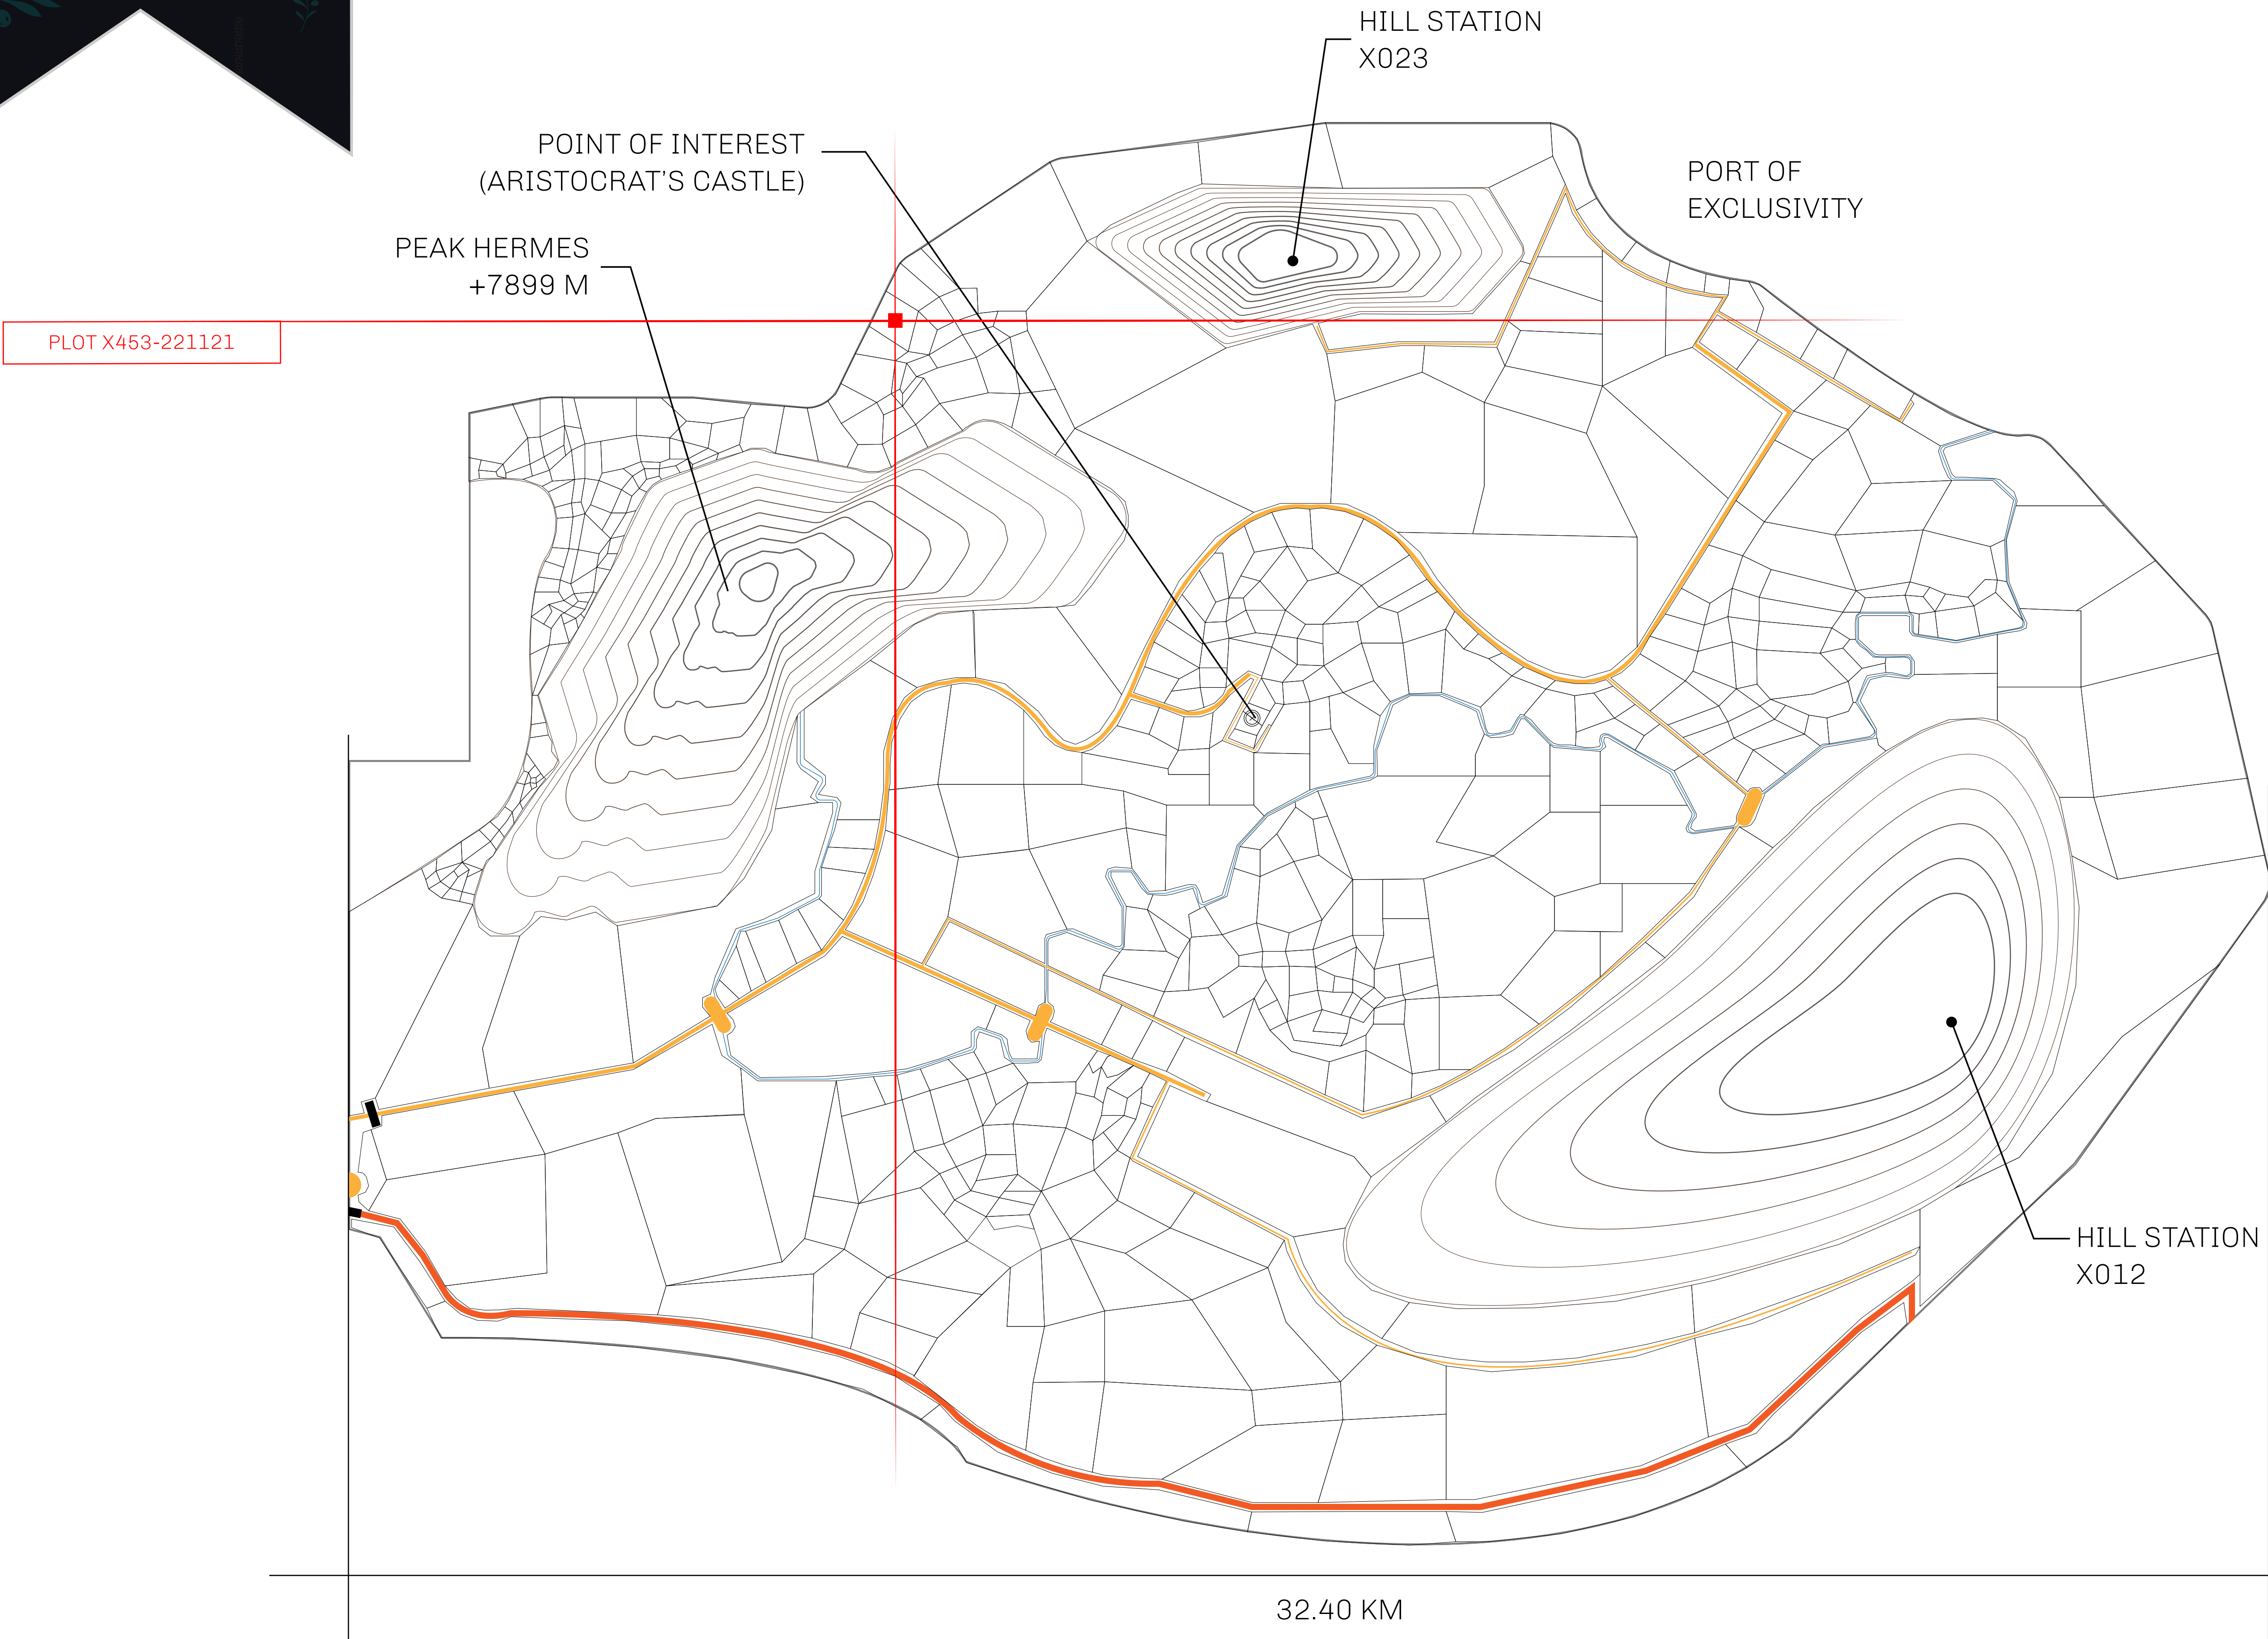 HILL STATION
X023
POINT OF INTEREST
(ARISTOCRAT'S CASTLE)
PORT OF
EXCLUSIVITY
PEAK HERMES
+7899 M
PLOT X453-221121
HILL STATION
X012
32.40 KM